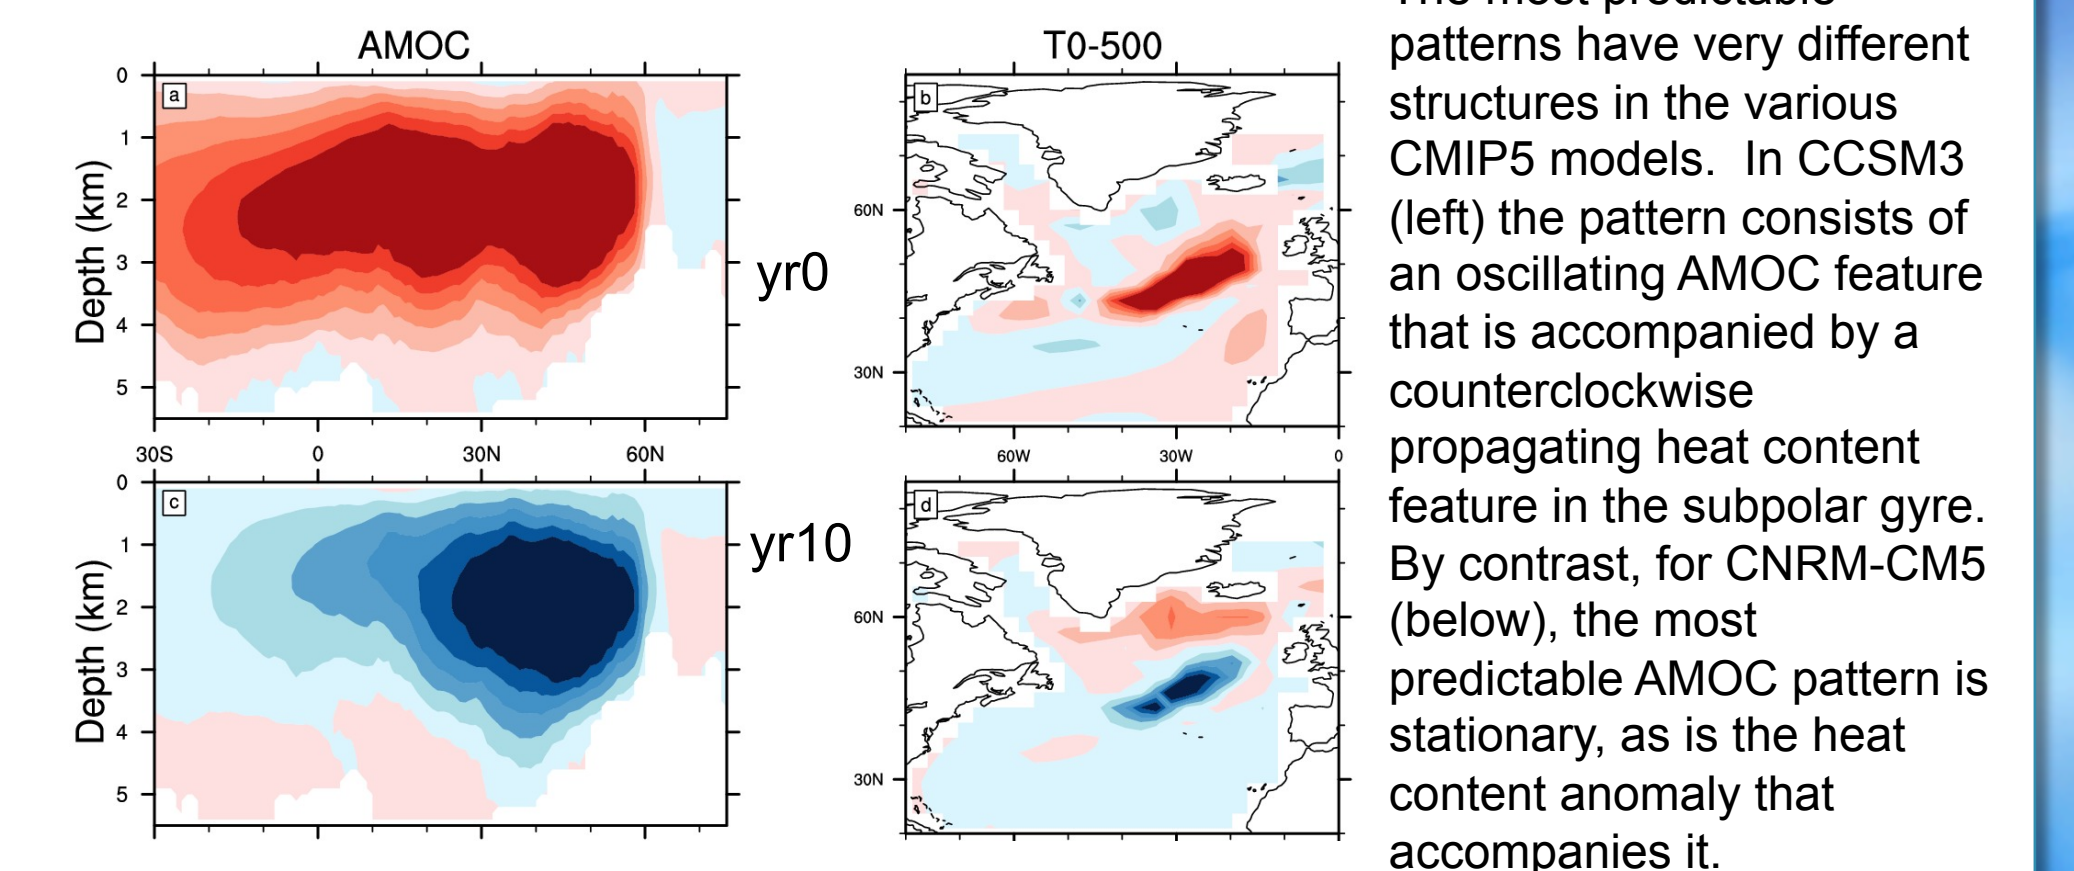 AMOC
T0-500
0
a
1
2
3
4
5
Depth (km)
yr0
b
60N
30N
30S
0
30N
60N
60W
30W
0
0
c
1
2
3
4
5
Depth (km)
yr10
d
60N
30N
patterns have very different
structures in the various
CMIP5 models.  In CCSM3
(left) the pattern consists of
an oscillating AMOC feature
that is accompanied by a
counterclockwise
propagating heat content
feature in the subpolar gyre.
By contrast, for CNRM-CM5
(below), the most
predictable AMOC pattern is
stationary, as is the heat
content anomaly that
accompanies it.